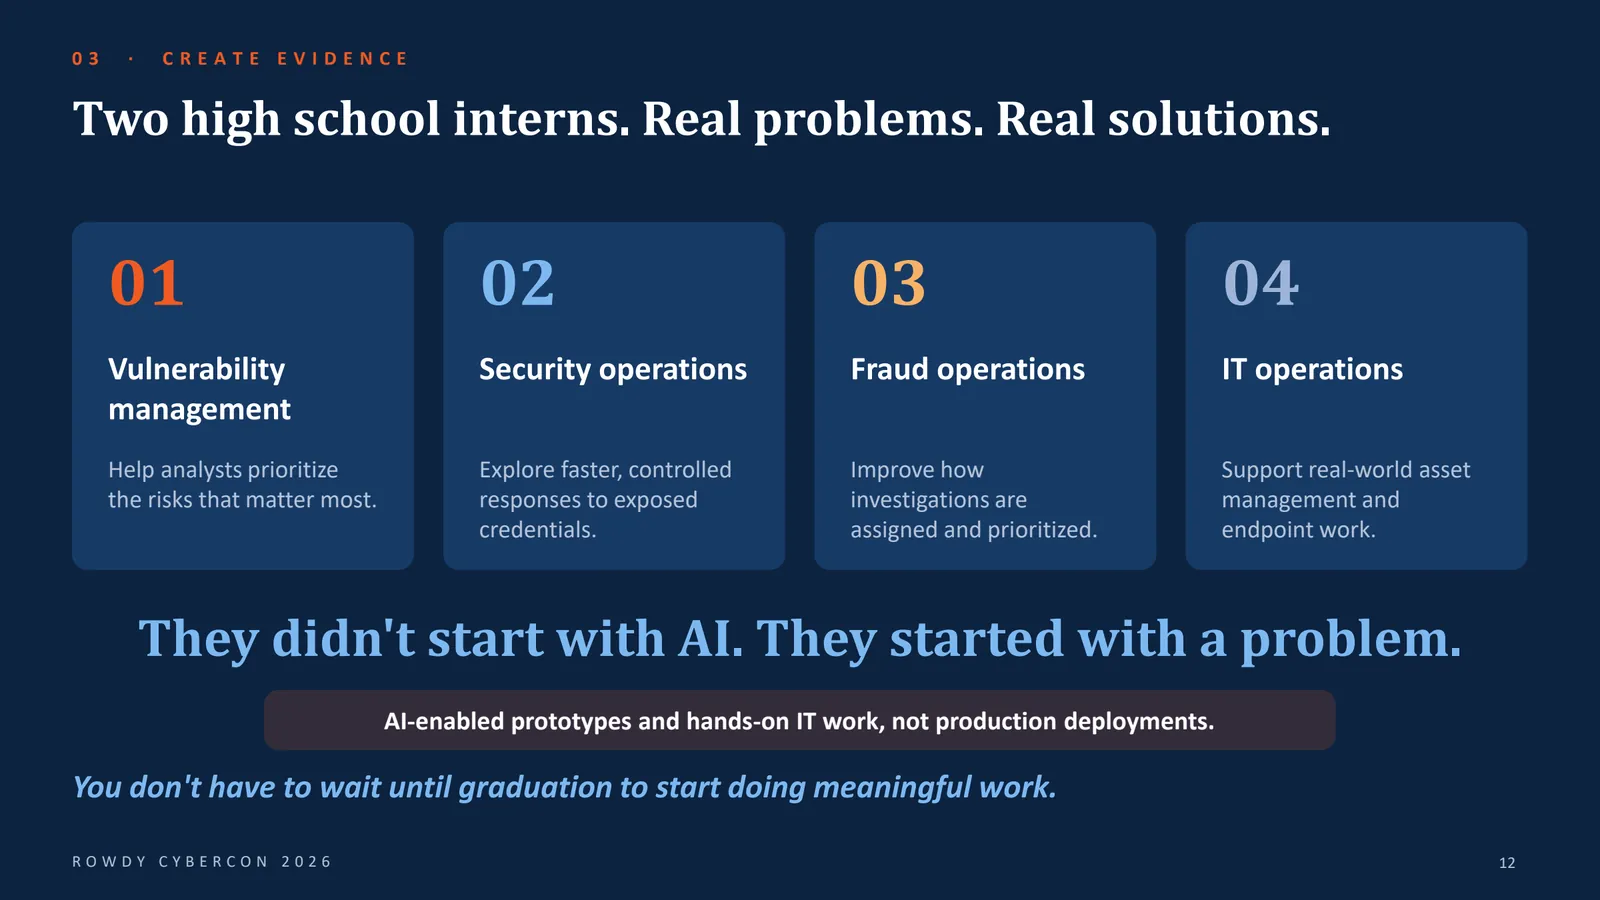 03 · CREATE EVIDENCE
Two high school interns. Real problems. Real solutions.
01
Vulnerability
management
Help analysts prioritize
the risks that matter most.
02
Security operations
Explore faster, controlled
responses to exposed
credentials.
03
Fraud operations
Improve how
investigations are
assigned and prioritized.
04
IT operations
Support real-world asset
management and
endpoint work.
They didn't start with AI. They started with a problem.
AI-enabled prototypes and hands-on IT work, not production deployments.
You don't have to wait until graduation to start doing meaningful work.
ROWDY CYBERCON 2026
12